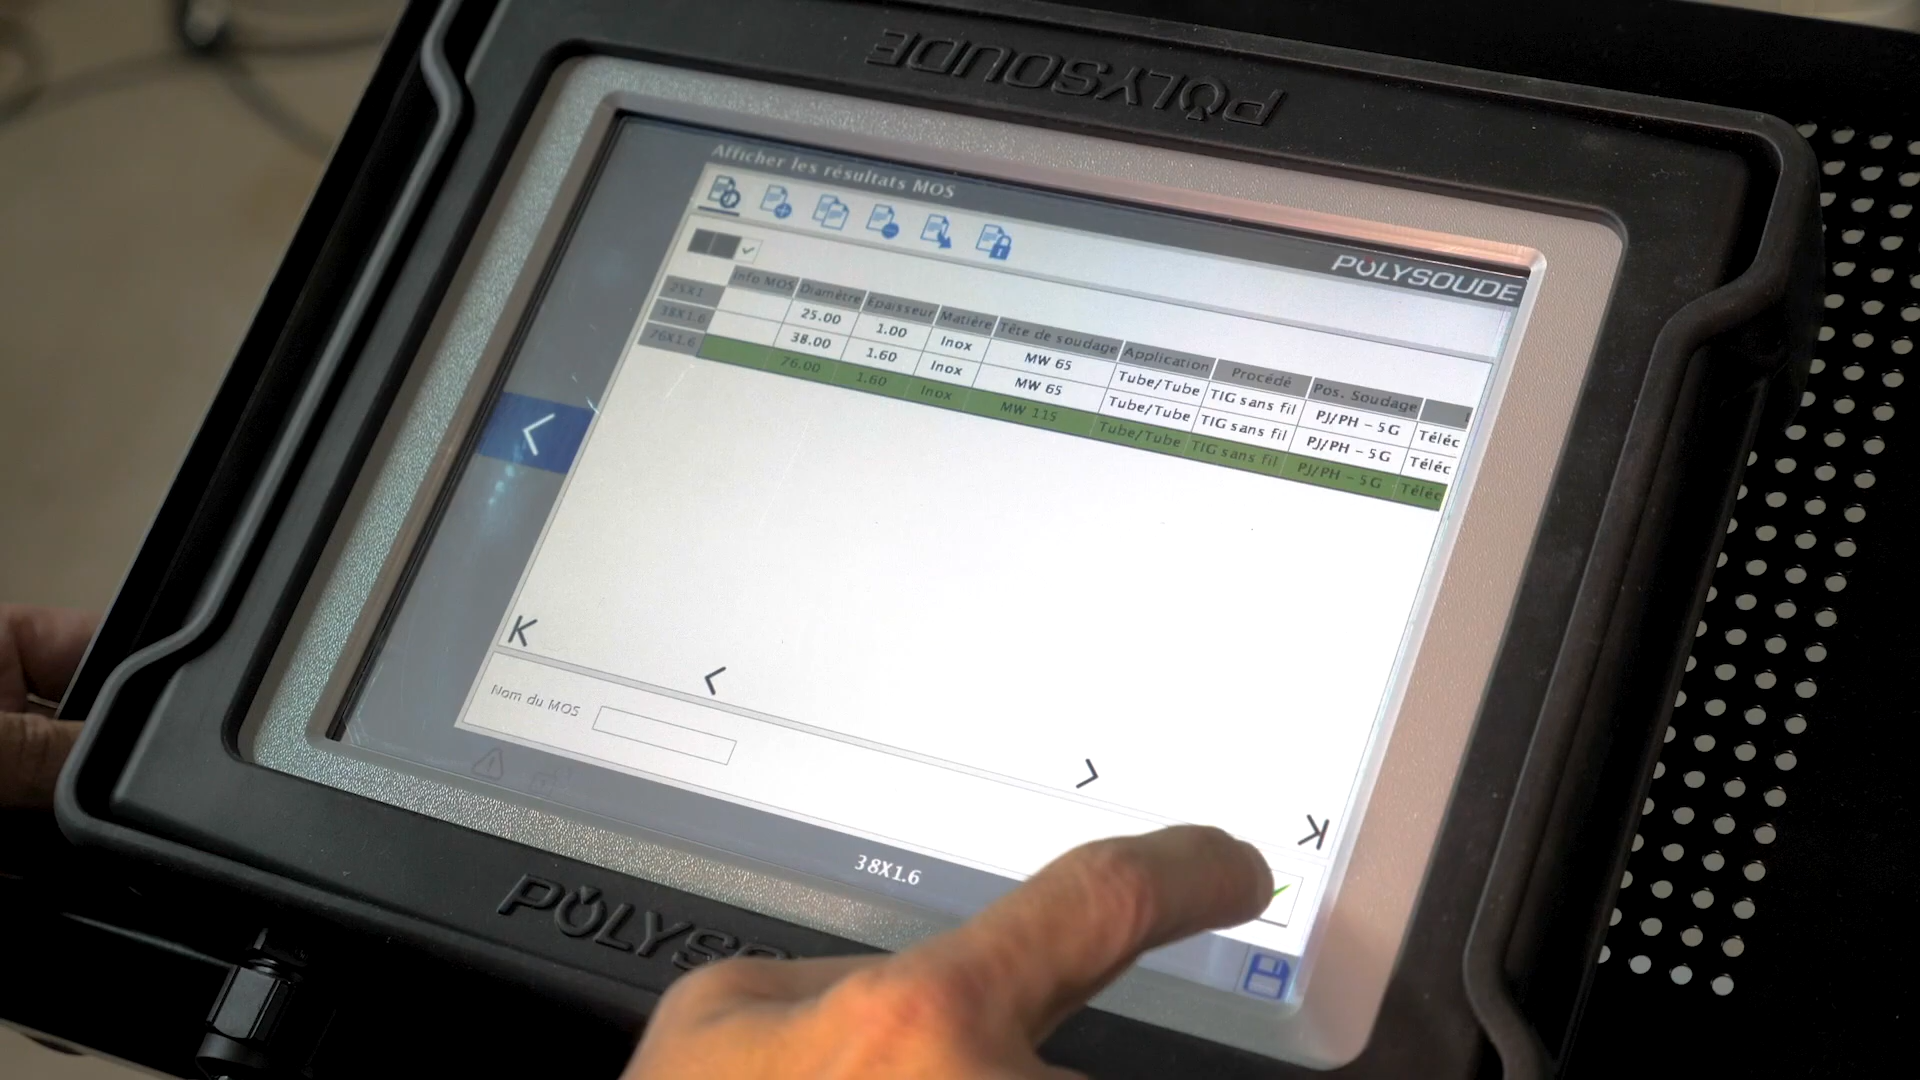 POLYSOUDE
Afficher les résultats MOS
POLYSOUDE
Info MOS Diamètre Epaisseur Matière Tête de soudage Application Procédé Pos. Soudage
25X1 25.00 1.00 Inox MW 65 Tube/Tube TIG sans fil PJ/PH - 5G Téléc
38X1.6 38.00 1.60 Inox MW 65 Tube/Tube TIG sans fil PJ/PH - 5G Téléc
76X1.6 76.00 1.60 Inox MW 115 Tube/Tube TIG sans fil PJ/PH - 5G Téléc
Nom du MOS
38X1.6
POLYSO